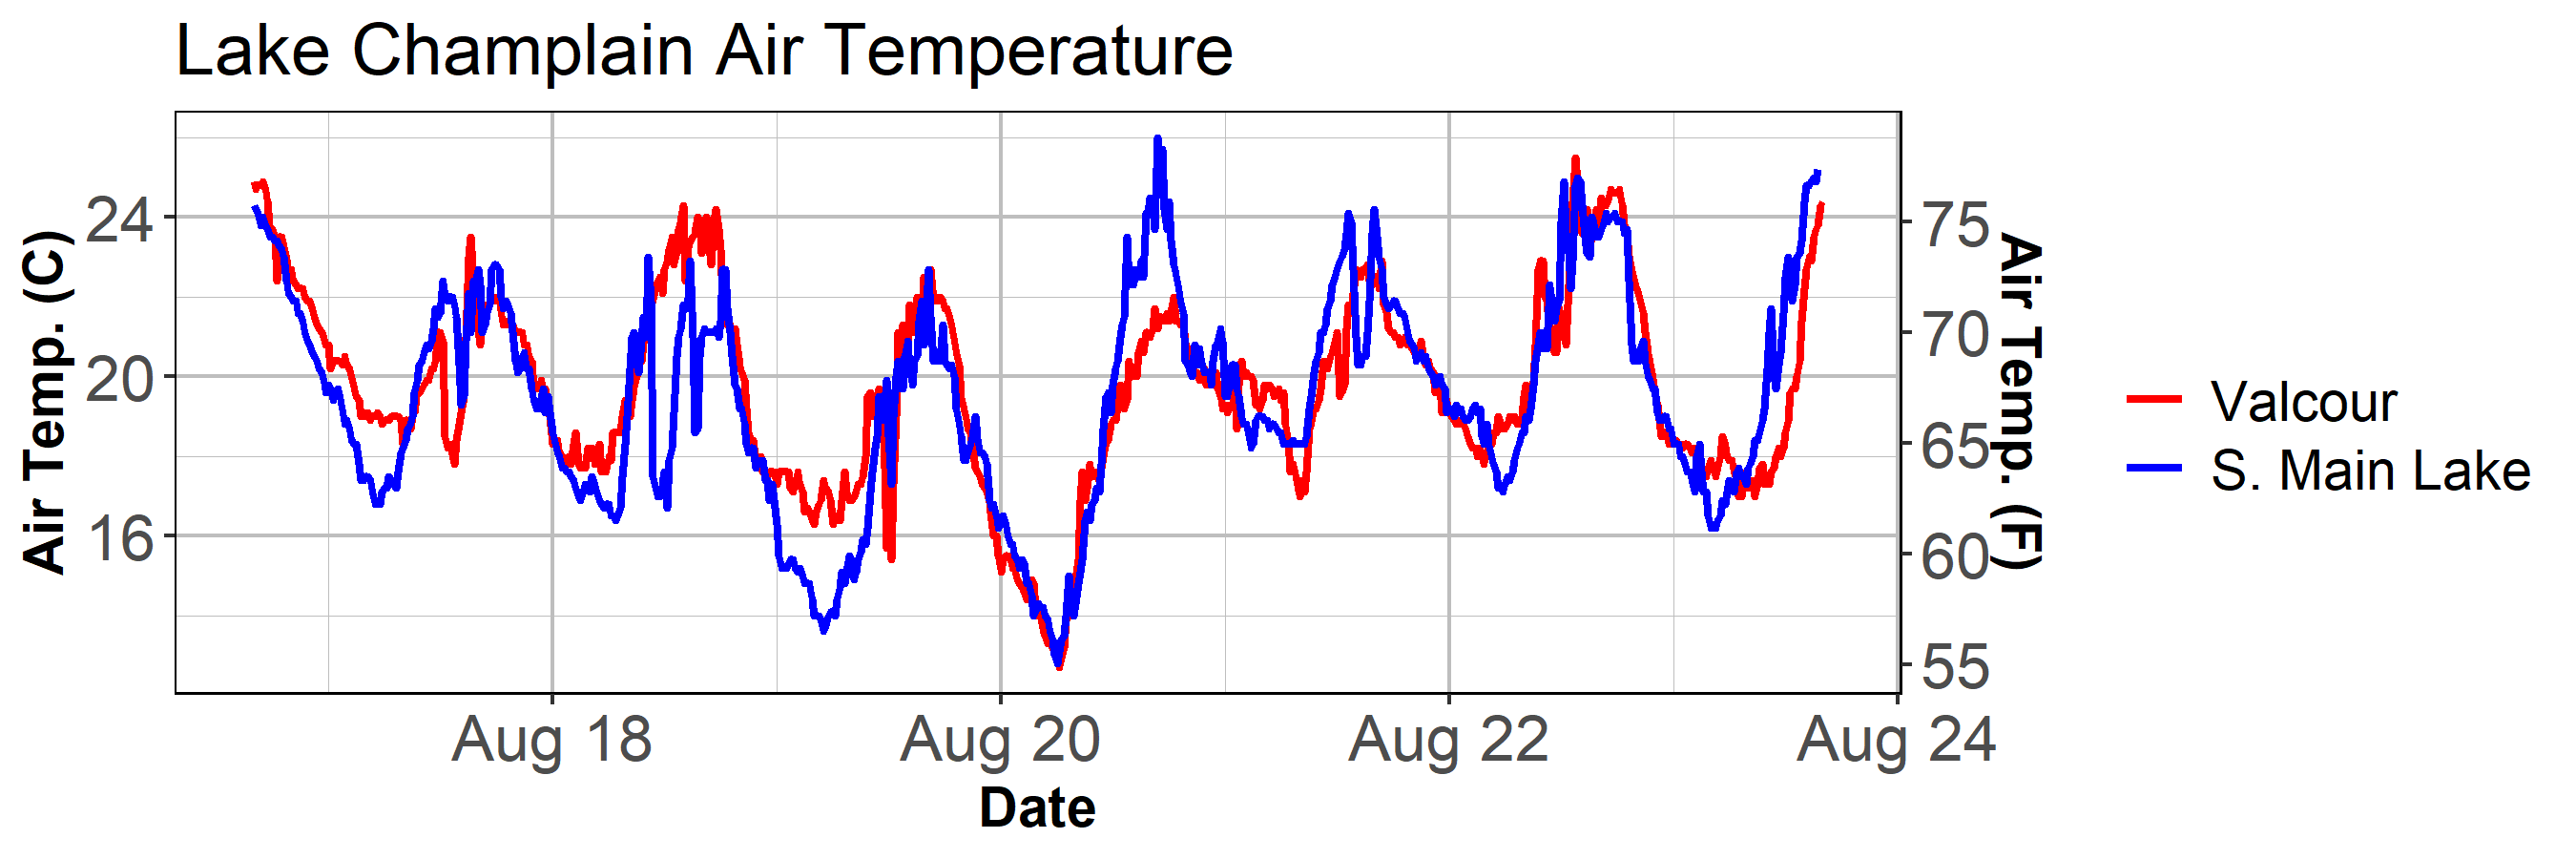 Lake Champlain Air Temperature
Air Temp. (C)
24
20
16
75
70
65
60
55
Air Temp. (F)
Valcour
S. Main Lake
Aug 18
Aug 20
Aug 22
Aug 24
Date